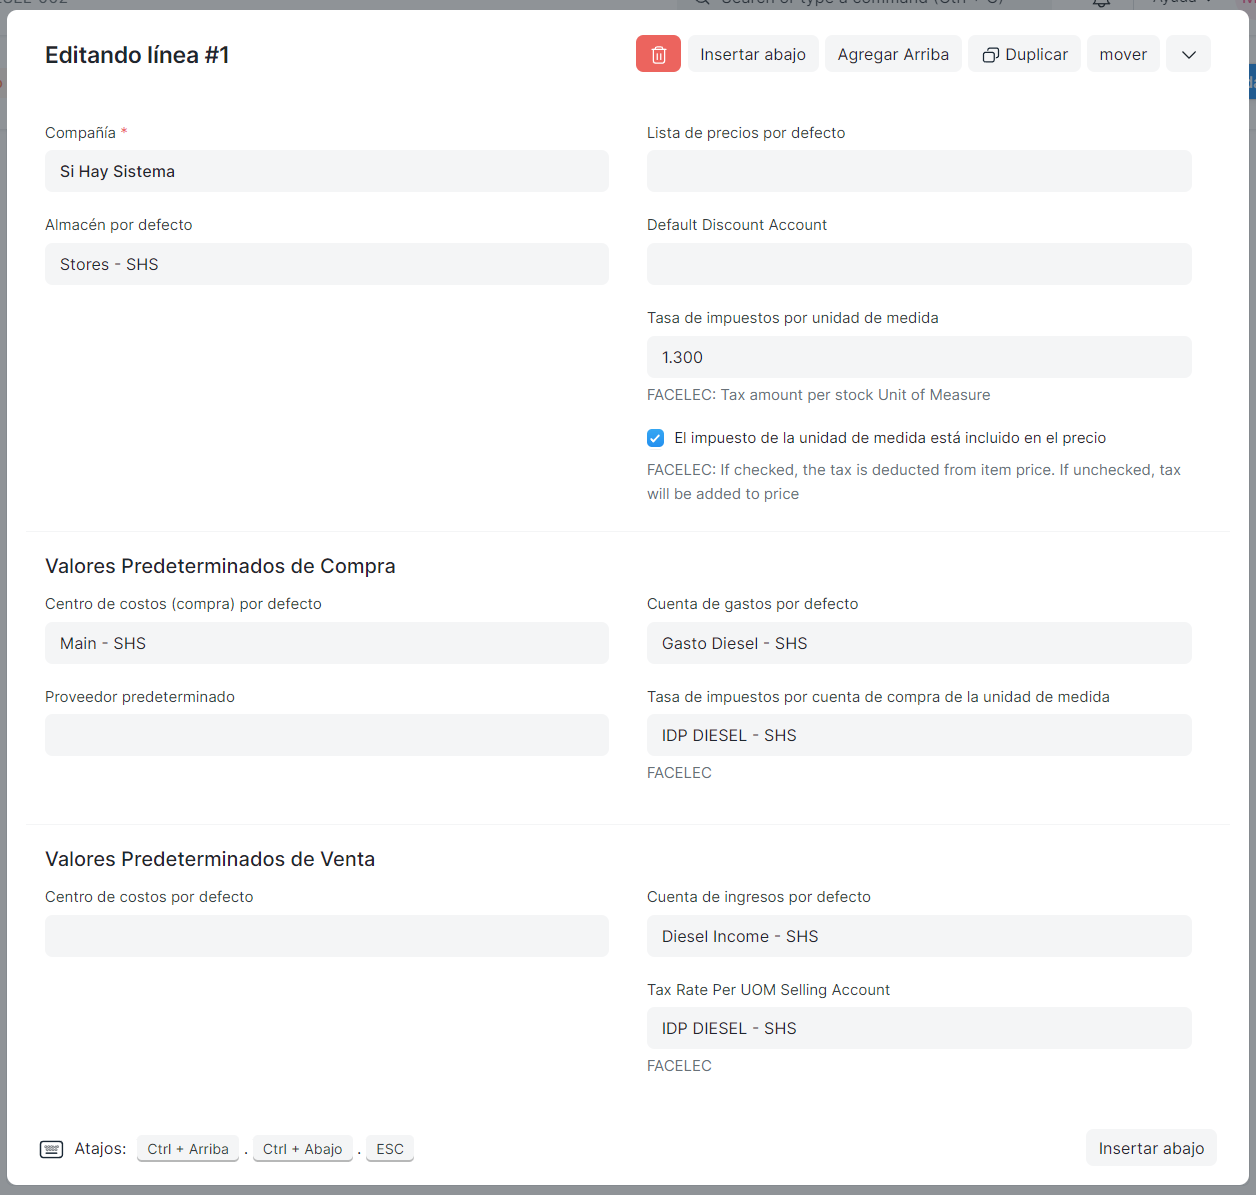 Editando línea #1
Insertar abajo
Agregar Arriba
Duplicar
mover
Compañía *
Si Hay Sistema
Almacén por defecto
Stores - SHS
Lista de precios por defecto
Default Discount Account
Tasa de impuestos por unidad de medida
1.300
FACELEC: Tax amount per stock Unit of Measure
El impuesto de la unidad de medida está incluido en el precio
FACELEC: If checked, the tax is deducted from item price. If unchecked, tax
will be added to price
Valores Predeterminados de Compra
Centro de costos (compra) por defecto
Main - SHS
Proveedor predeterminado
Cuenta de gastos por defecto
Gasto Diesel - SHS
Tasa de impuestos por cuenta de compra de la unidad de medida
IDP DIESEL - SHS
FACELEC
Valores Predeterminados de Venta
Centro de costos por defecto
Cuenta de ingresos por defecto
Diesel Income - SHS
Tax Rate Per UOM Selling Account
IDP DIESEL - SHS
FACELEC
Atajos: Ctrl + Arriba . Ctrl + Abajo . ESC
Insertar abajo